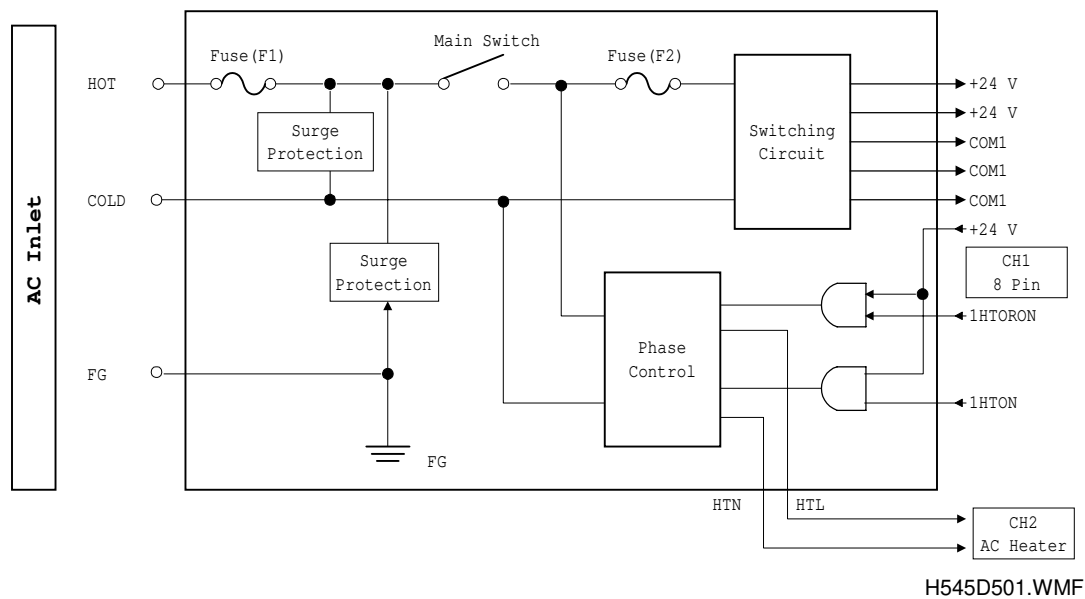 AC Inlet
HOT
Fuse(F1)
Main Switch
Fuse(F2)
Surge
Protection
Switching
Circuit
+24 V
+24 V
COM1
COM1
COM1
+24 V
COLD
Surge
Protection
CH1
8 Pin
1HTORON
Phase
Control
FG
1HTON
FG
HTN
HTL
CH2
AC Heater
H545D501.WMF